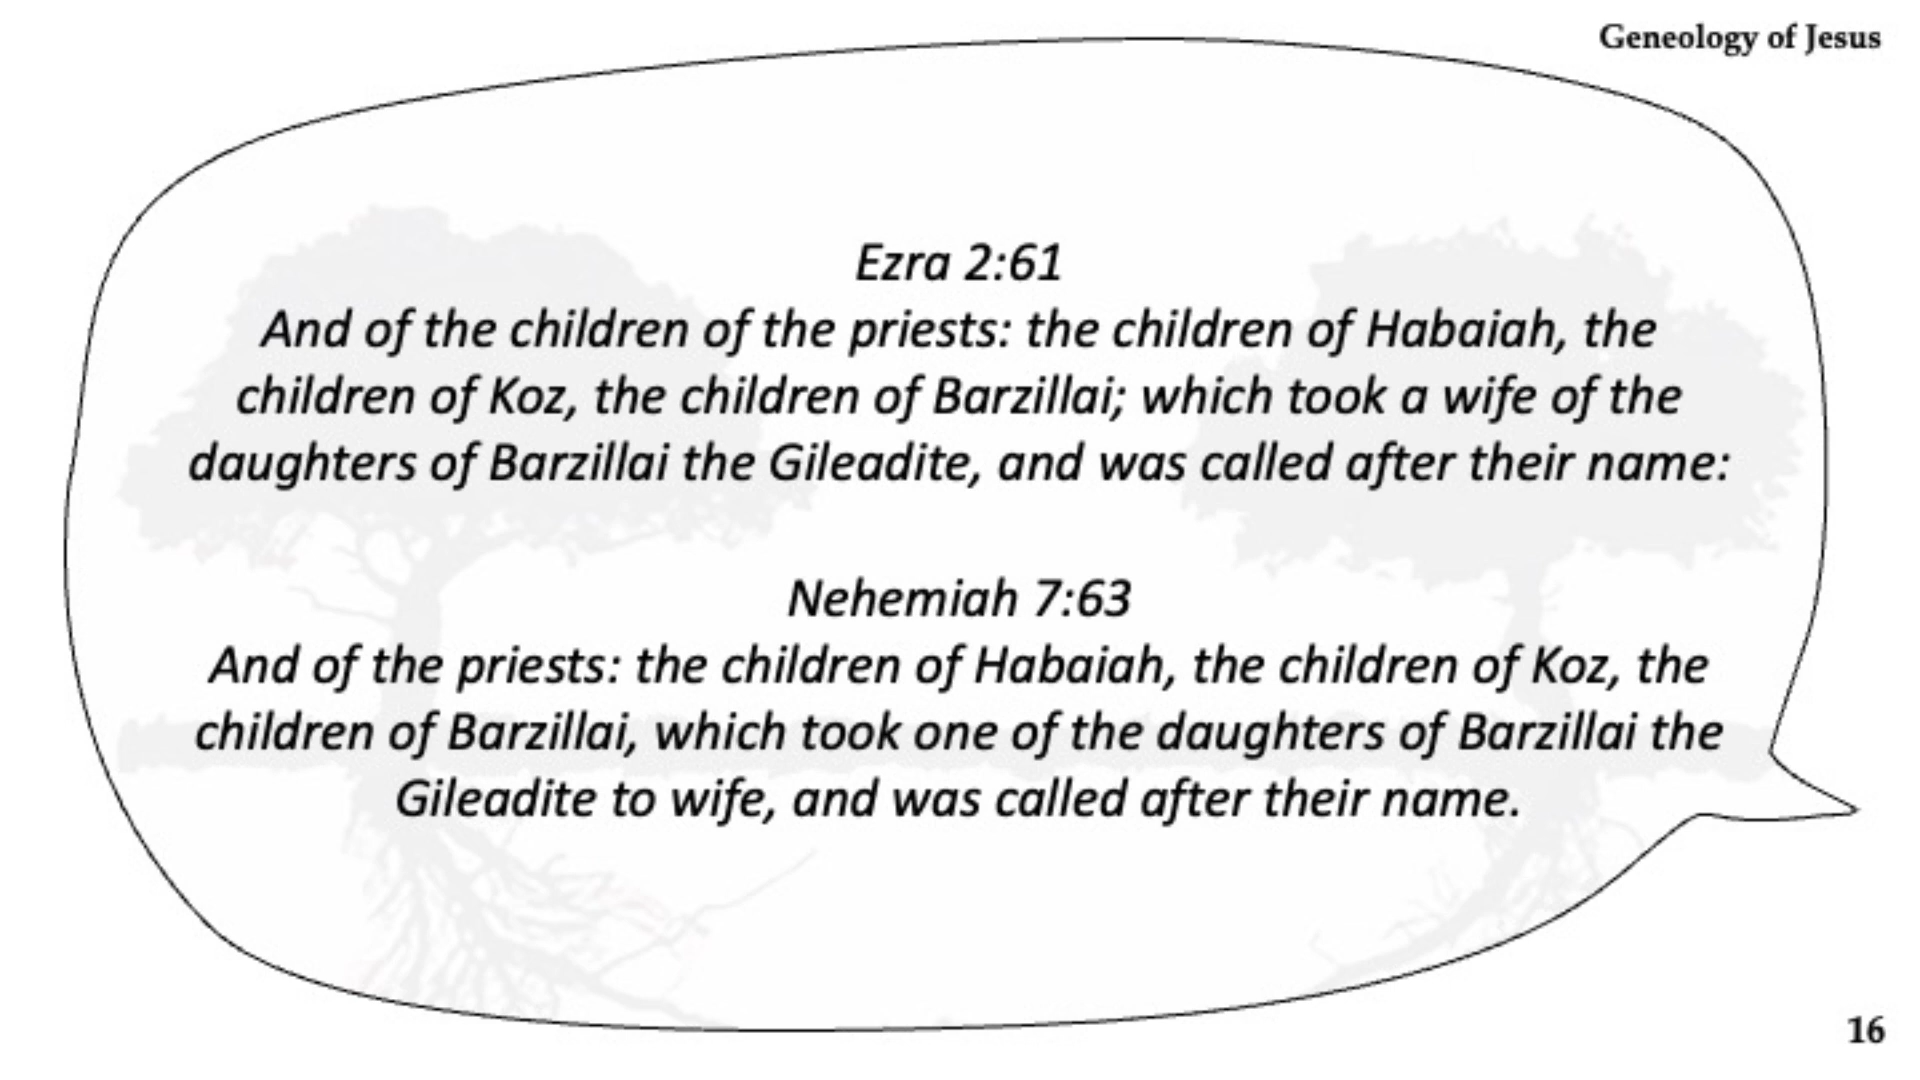 Geneology of Jesus
Ezra 2:61
And of the children of the priests: the children of Habaiah, the
children of Koz, the children of Barzillai; which took a wife of the
daughters of Barzillai the Gileadite, and was called after their name:
Nehemiah 7:63
And of the priests: the children of Habaiah, the children of Koz, the
children of Barzillai, which took one of the daughters of Barzillai the
Gileadite to wife, and was called after their name.
16